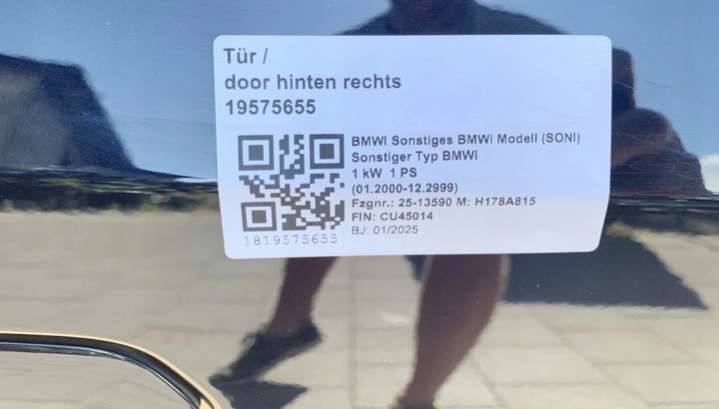 Tür /
door hinten rechts
19575655
BMWi Sonstiges BMWi Modell (SONI)
Sonstiger Typ BMWi
1 kW 1 PS
(01.2000-12.2999)
Fzgnr.: 25-13590 M: H178A815
FIN: CU45014
BJ: 01/2025
1819575655